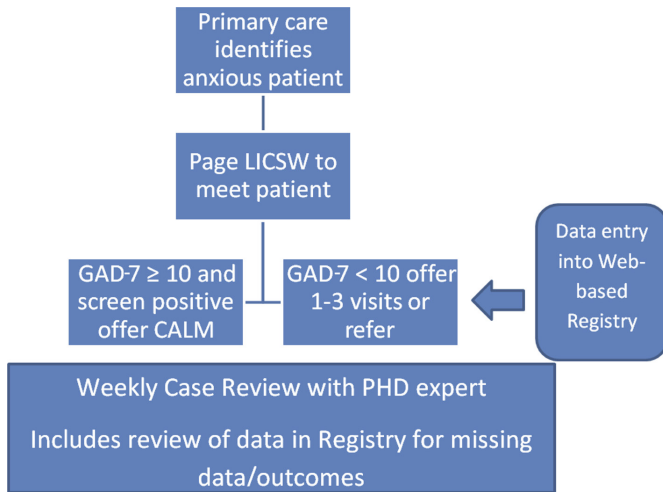 Primary care
identifies
anxious patient
Page LICSW to
meet patient
GAD-7 ≥ 10 and
screen positive
offer CALM
GAD-7 < 10 offer
1-3 visits or
refer
Data entry
into Web-
based
Registry
Weekly Case Review with PHD expert
Includes review of data in Registry for missing
data/outcomes